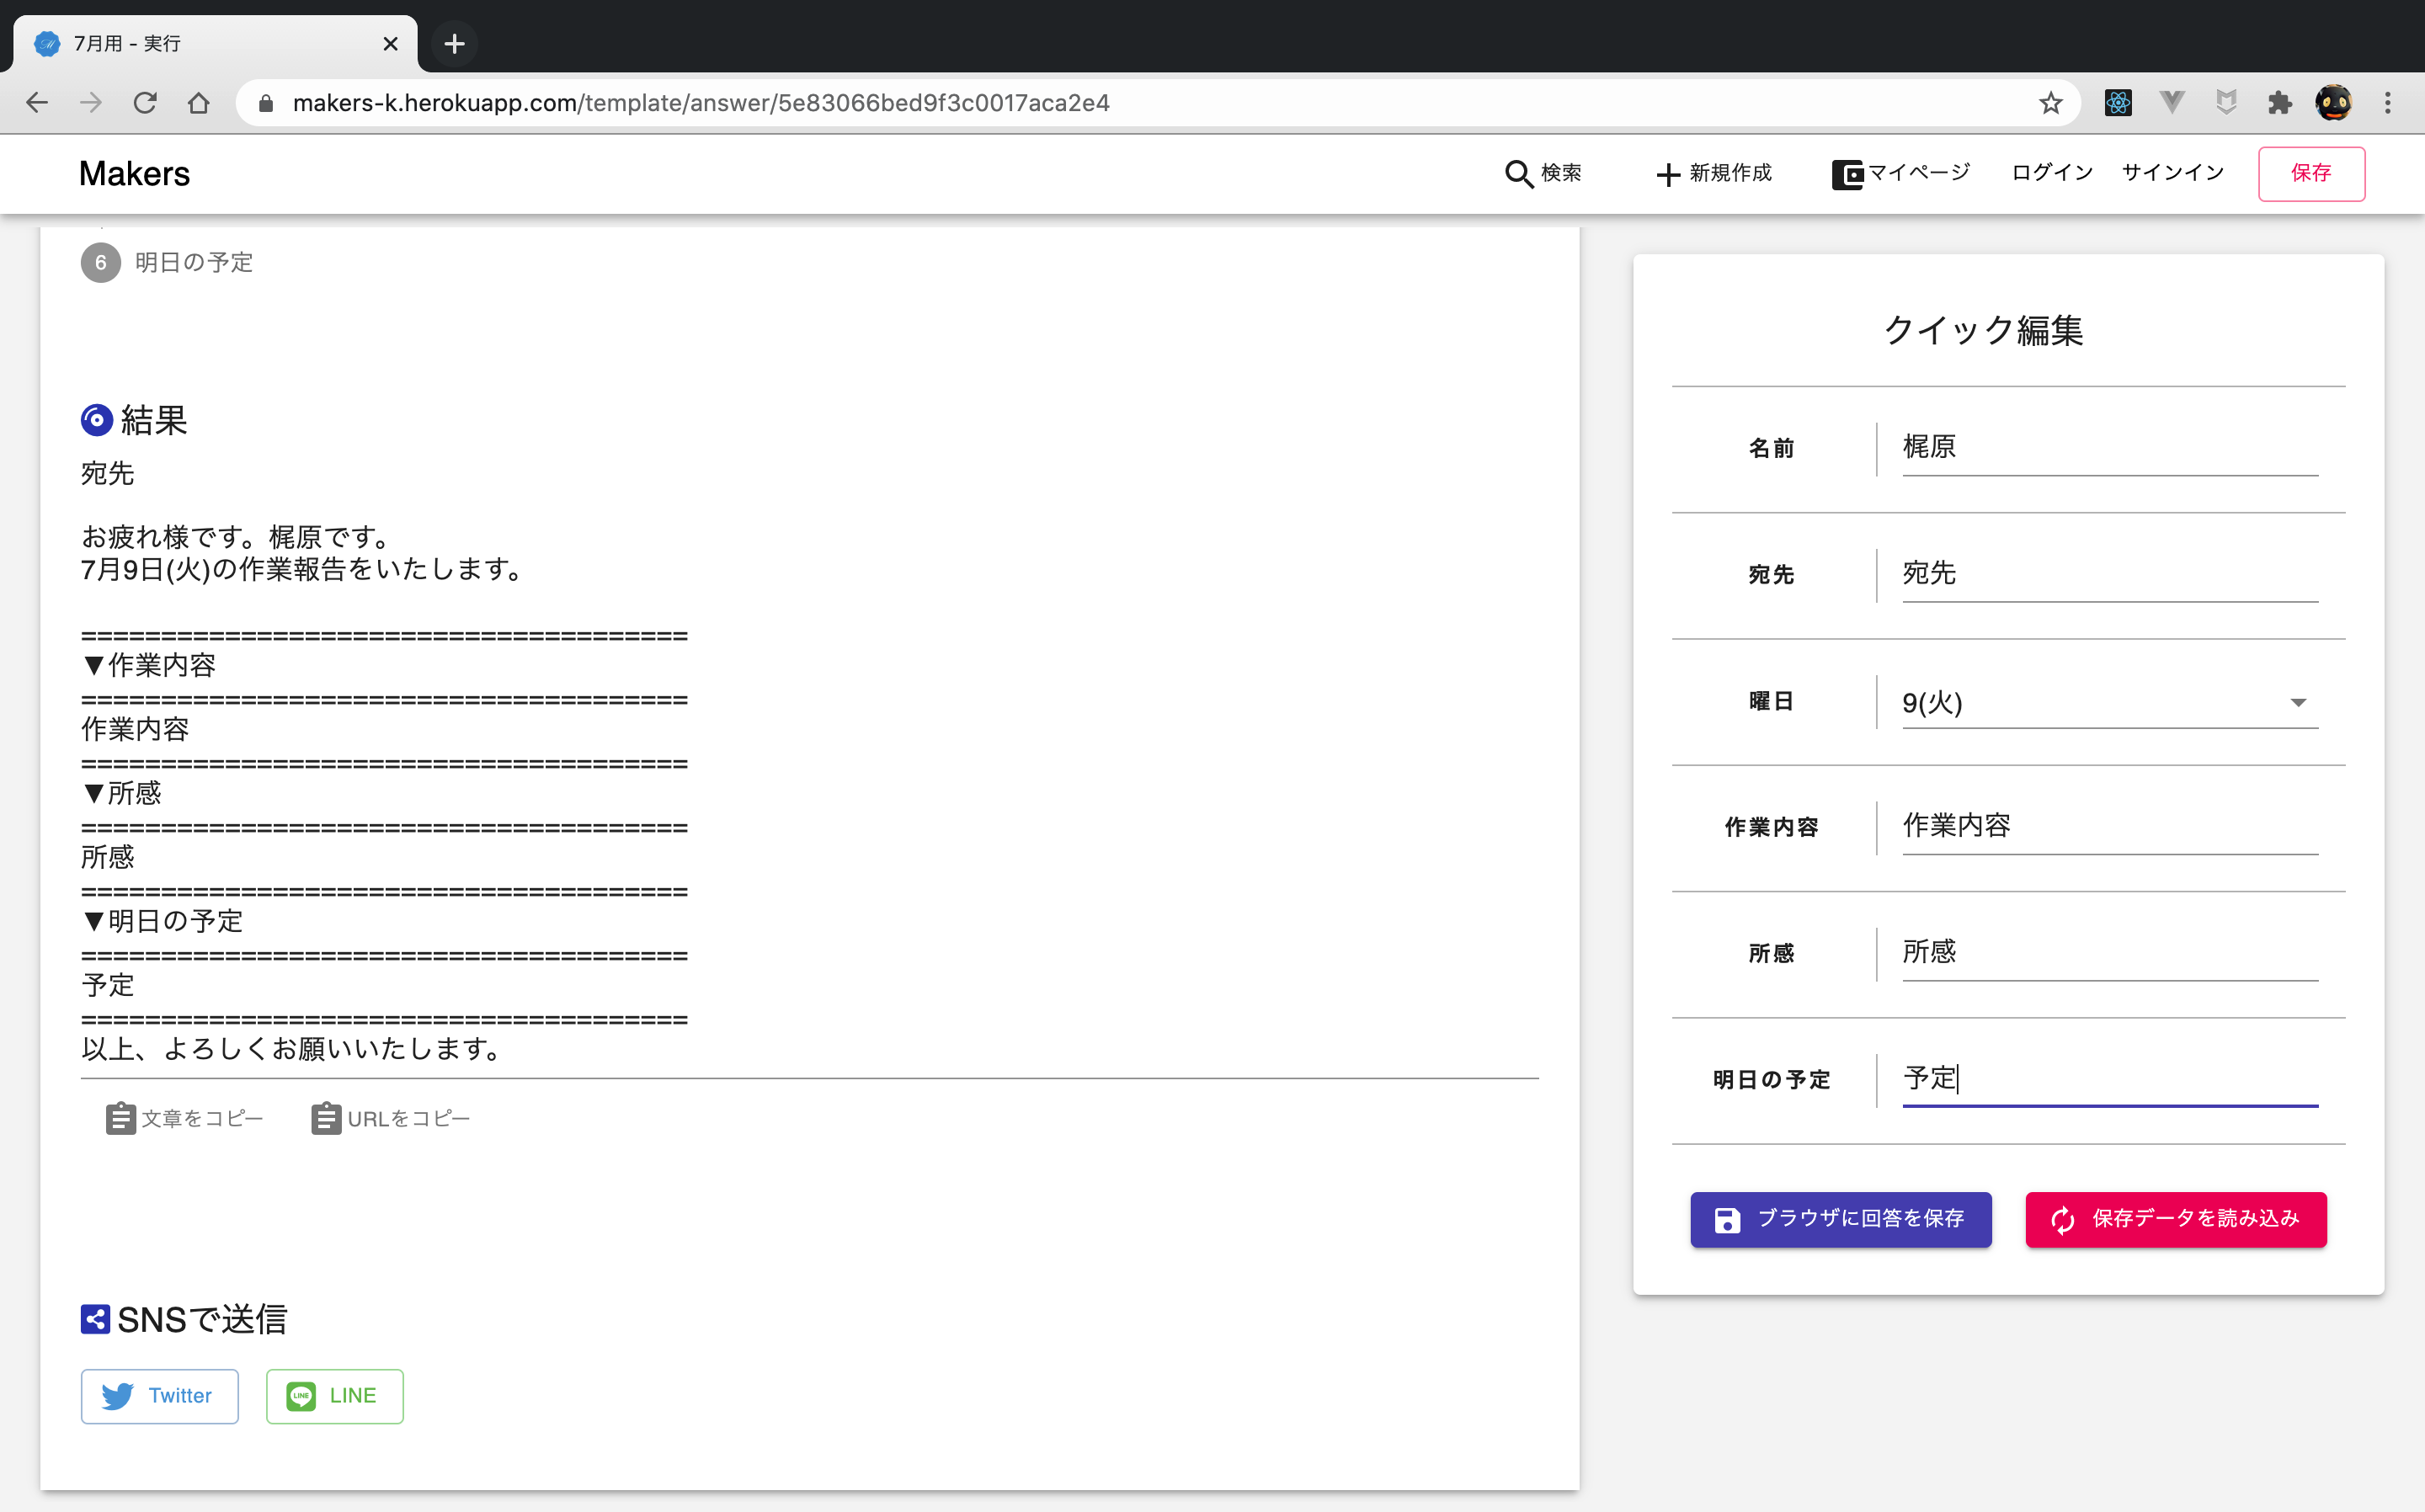 7月用 - 実行
makers-k.herokuapp.com/template/answer/5e83066bed9f3c0017aca2e4
Makers
検索
新規作成
マイページ
ログイン
サインイン
保存
6 明日の予定
結果
宛先
お疲れ様です。梶原です。
7月9日(火)の作業報告をいたします。
======================================
▼作業内容
======================================
作業内容
======================================
▼所感
======================================
所感
======================================
▼明日の予定
======================================
予定
======================================
以上、よろしくお願いいたします。
文章をコピー
URLをコピー
SNSで送信
Twitter
LINE
クイック編集
名前 梶原
宛先 宛先
曜日 9(火)
作業内容 作業内容
所感 所感
明日の予定 予定
ブラウザに回答を保存
保存データを読み込み